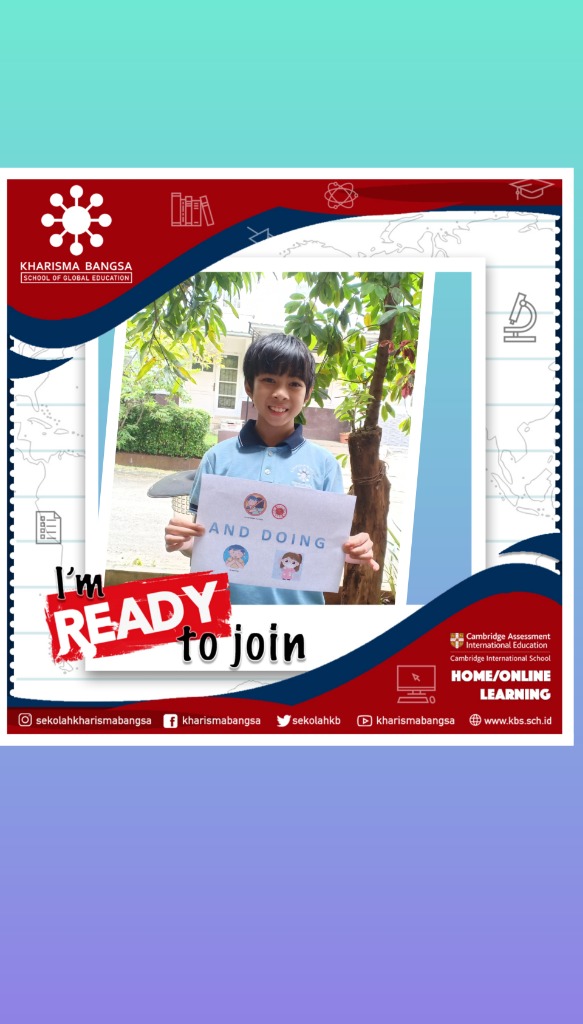 KHARISMA BANGSA
SCHOOL OF GLOBAL EDUCATION
AND DOING
I'm
READY
to join
Cambridge Assessment
International Education
Cambridge International School
HOME/ONLINE
LEARNING
sekolahkharismabangsa kharismabangsa sekolahkb kharismabangsa www.kbs.sch.id